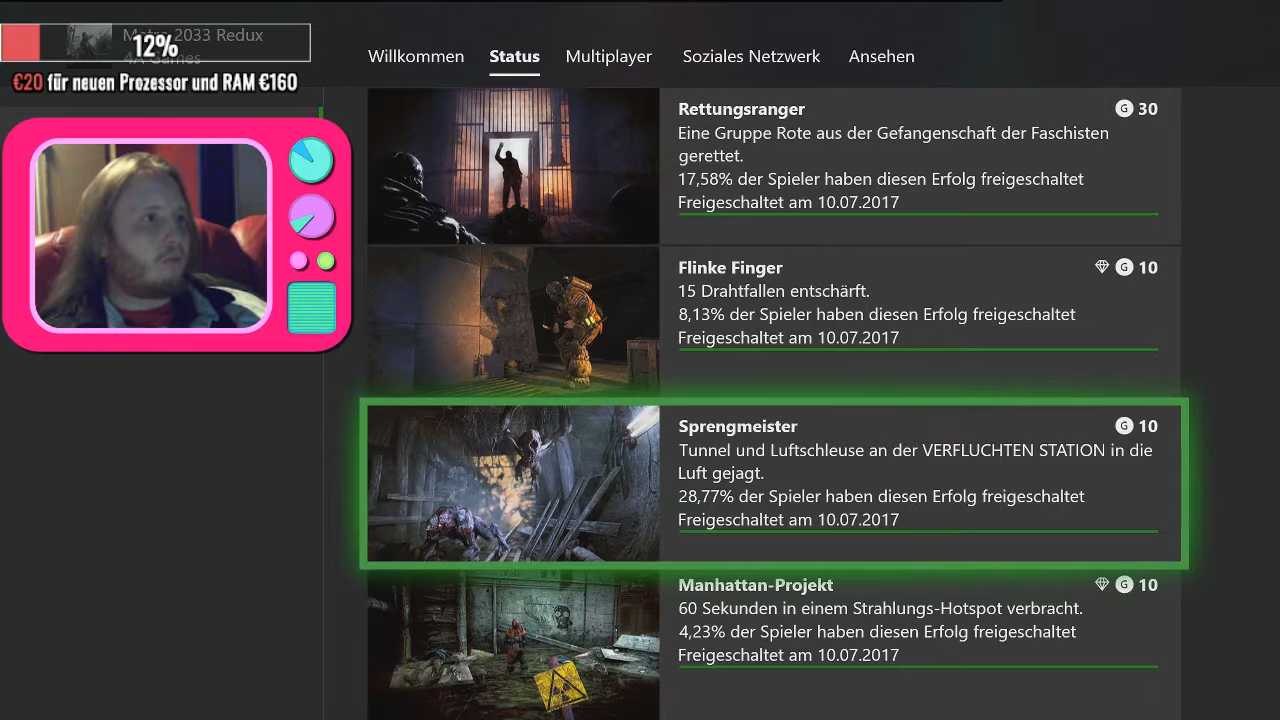 Metro 2033 Redux
12%
4A Games
€20 für neuen Prozessor und RAM €160
Willkommen Status Multiplayer Soziales Netzwerk Ansehen
Rettungsranger G 30
Eine Gruppe Rote aus der Gefangenschaft der Faschisten
gerettet.
17,58% der Spieler haben diesen Erfolg freigeschaltet
Freigeschaltet am 10.07.2017
Flinke Finger G 10
15 Drahtfallen entschärft.
8,13% der Spieler haben diesen Erfolg freigeschaltet
Freigeschaltet am 10.07.2017
Sprengmeister G 10
Tunnel und Luftschleuse an der VERFLUCHTEN STATION in die
Luft gejagt.
28,77% der Spieler haben diesen Erfolg freigeschaltet
Freigeschaltet am 10.07.2017
Manhattan-Projekt G 10
60 Sekunden in einem Strahlungs-Hotspot verbracht.
4,23% der Spieler haben diesen Erfolg freigeschaltet
Freigeschaltet am 10.07.2017